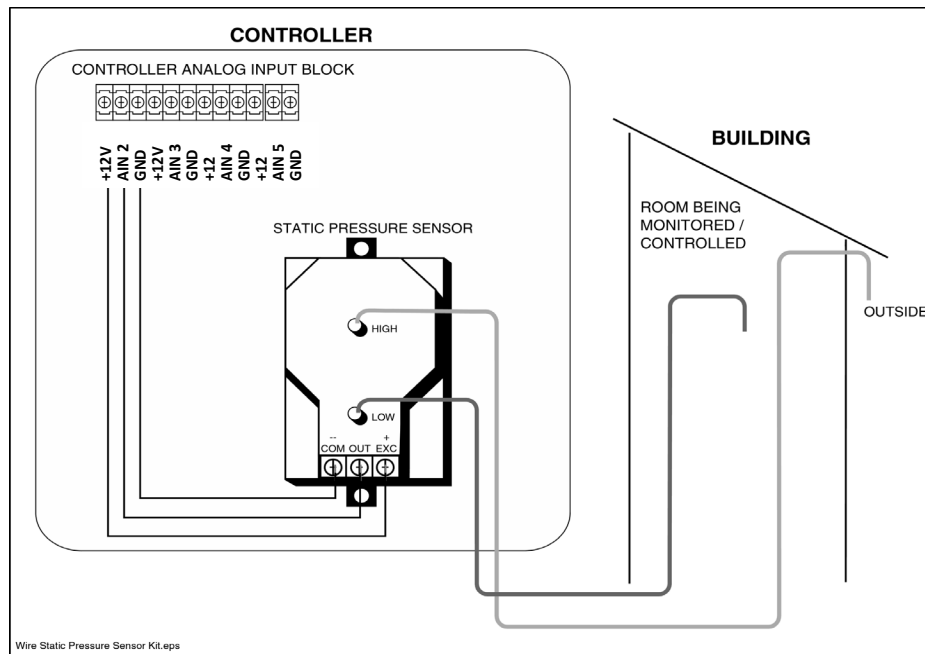 CONTROLLER
CONTROLLER ANALOG INPUT BLOCK
+12V
AIN 2
GND
+12V
AIN 3
GND
+12
AIN 4
GND
+12
AIN 5
GND
BUILDING
ROOM BEING
MONITORED /
CONTROLLED
STATIC PRESSURE SENSOR
OUTSIDE
HIGH
LOW
-- +
COM OUT EXC
Wire Static Pressure Sensor Kit.eps